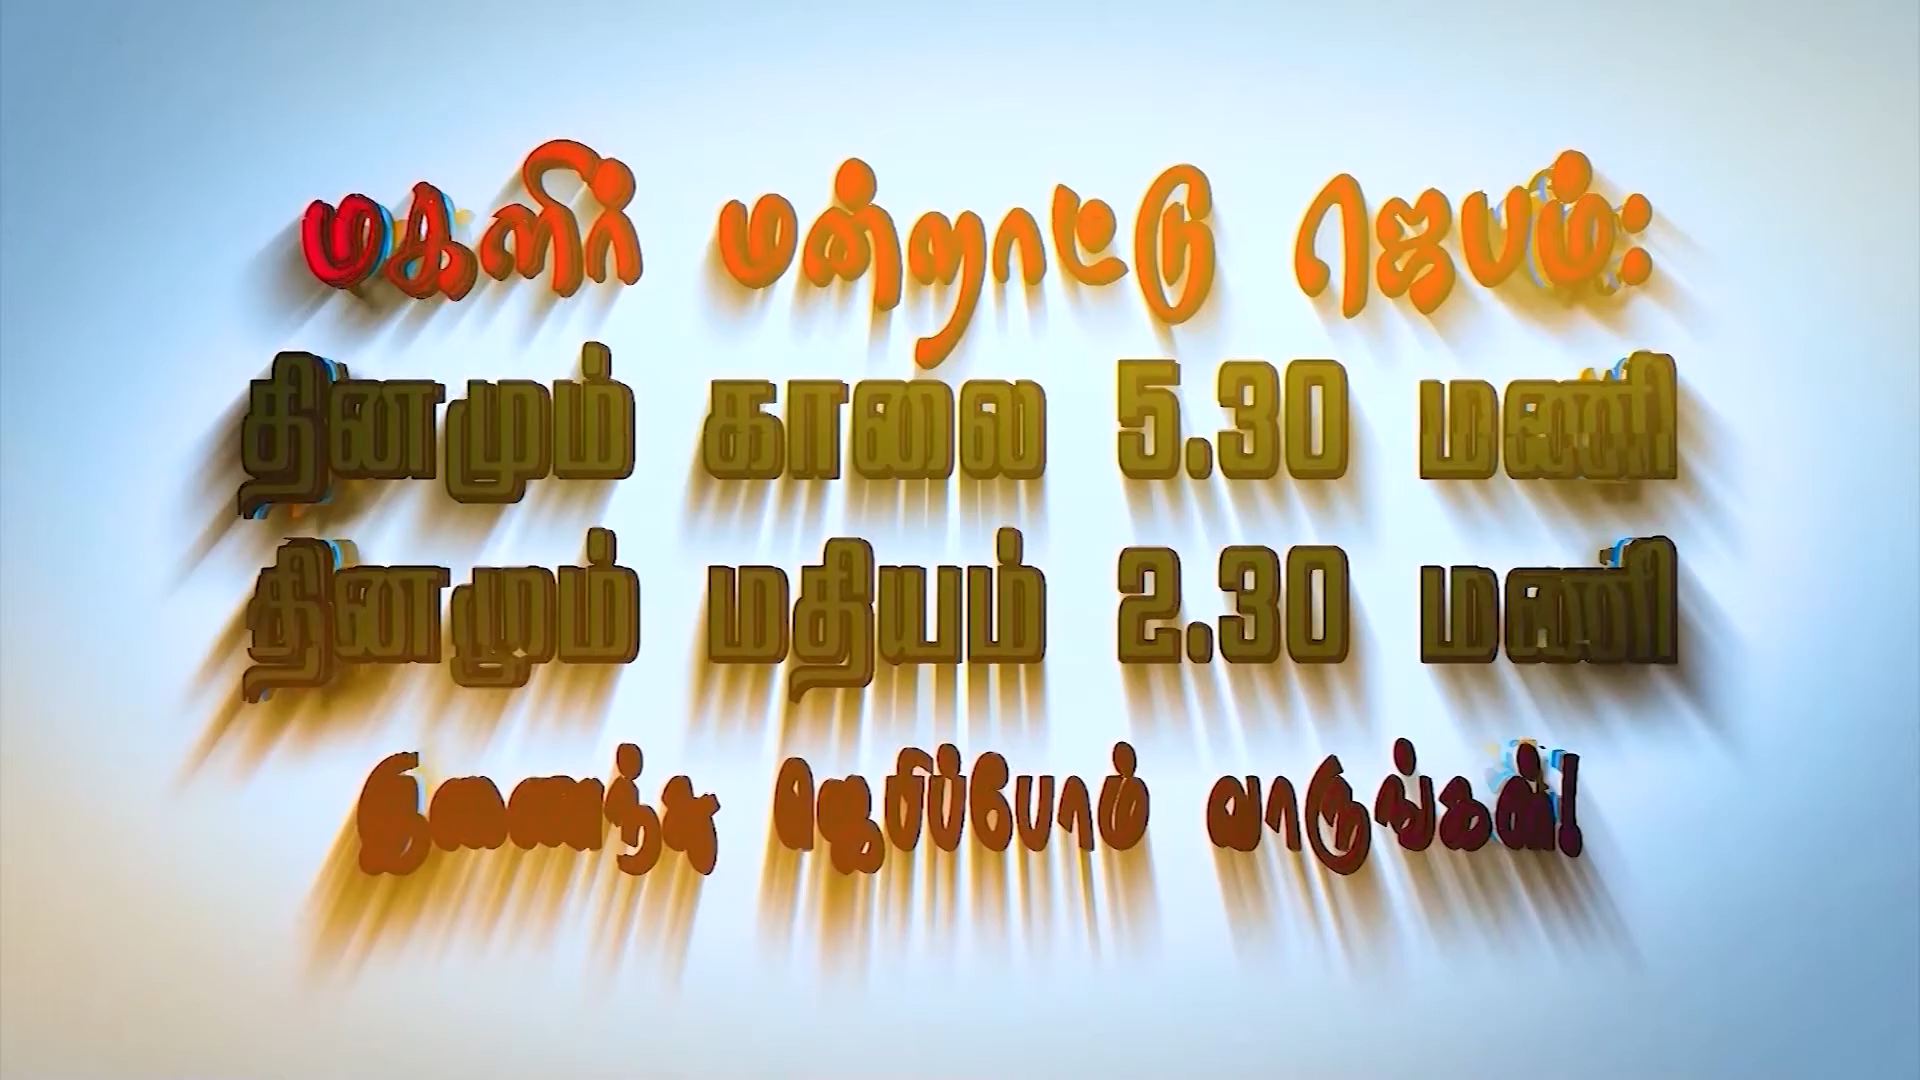 மகளிர் மன்றாட்டு ஜெபம்:
தினமும் காலை 5.30 மணி
தினமும் மதியம் 2.30 மணி
இணைந்து ஜெபிப்போம் வாருங்கள்!